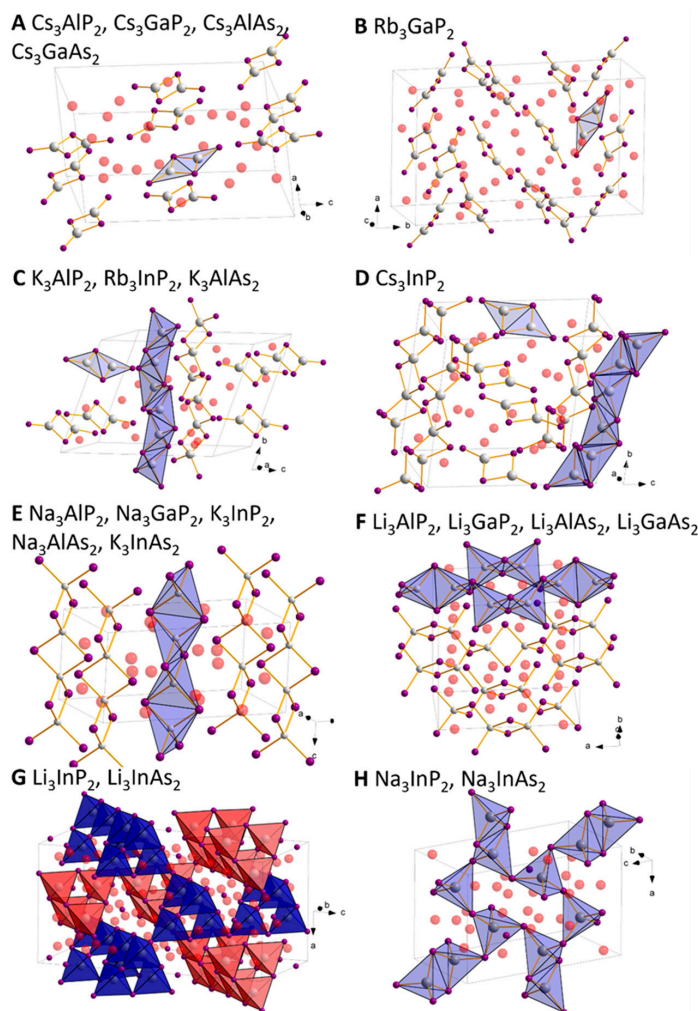 A Cs₃AlP₂, Cs₃GaP₂, Cs₃AlAs₂,
Cs₃GaAs₂
B Rb₃GaP₂
a
c
b
a
c
b
C K₃AlP₂, Rb₃InP₂, K₃AlAs₂
D Cs₃InP₂
b
a
c
b
a
c
E Na₃AlP₂, Na₃GaP₂, K₃InP₂,
Na₃AlAs₂, K₃InAs₂
F Li₃AlP₂, Li₃GaP₂, Li₃AlAs₂, Li₃GaAs₂
a
c
b
a
G Li₃InP₂, Li₃InAs₂
H Na₃InP₂, Na₃InAs₂
b
c
a
b
c
a